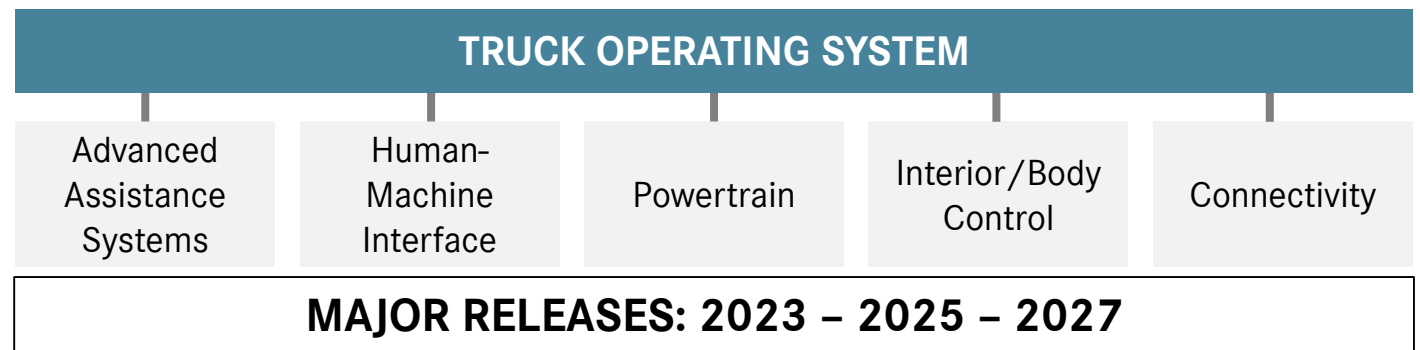 TRUCK OPERATING SYSTEM
Advanced
Assistance
Systems
Human-
Machine
Interface
Powertrain
Interior/Body
Control
Connectivity
MAJOR RELEASES: 2023 – 2025 – 2027